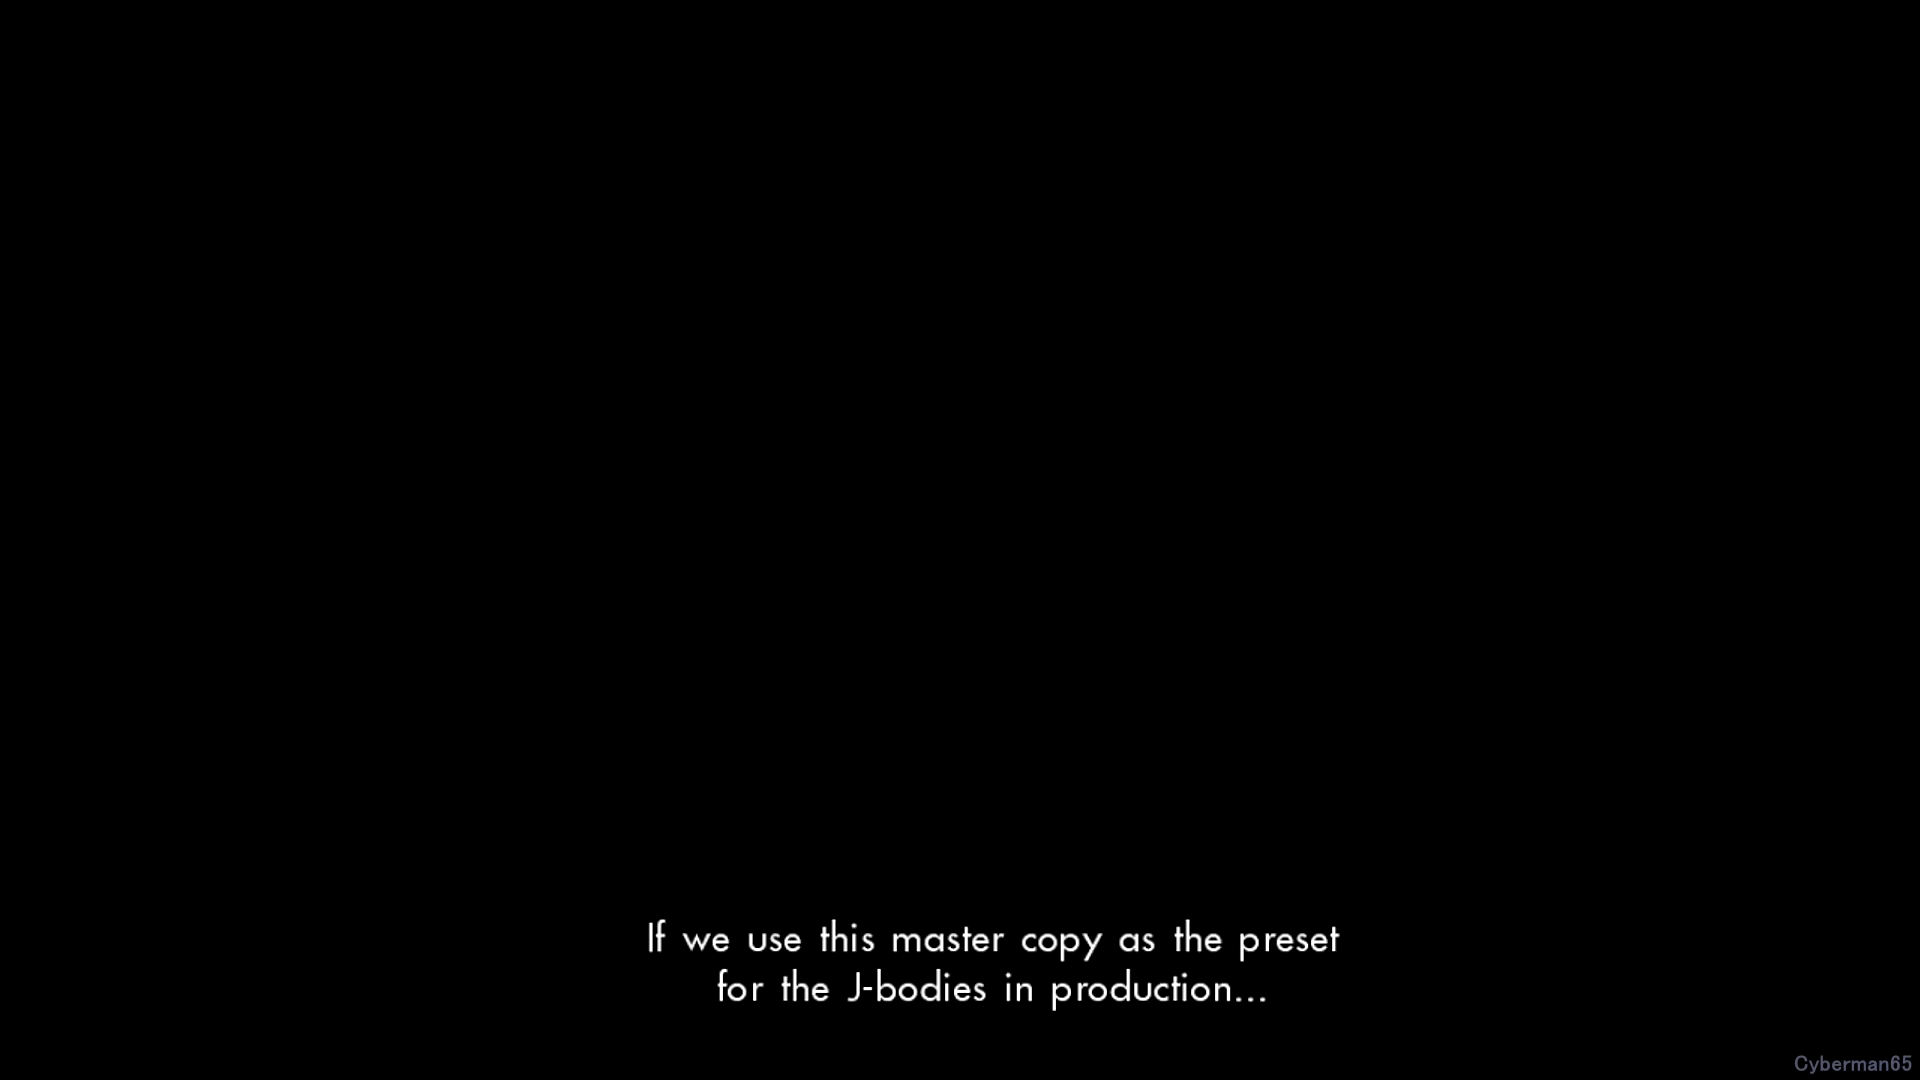 If we use this master copy as the preset
for the J-bodies in production...
Cyberman65